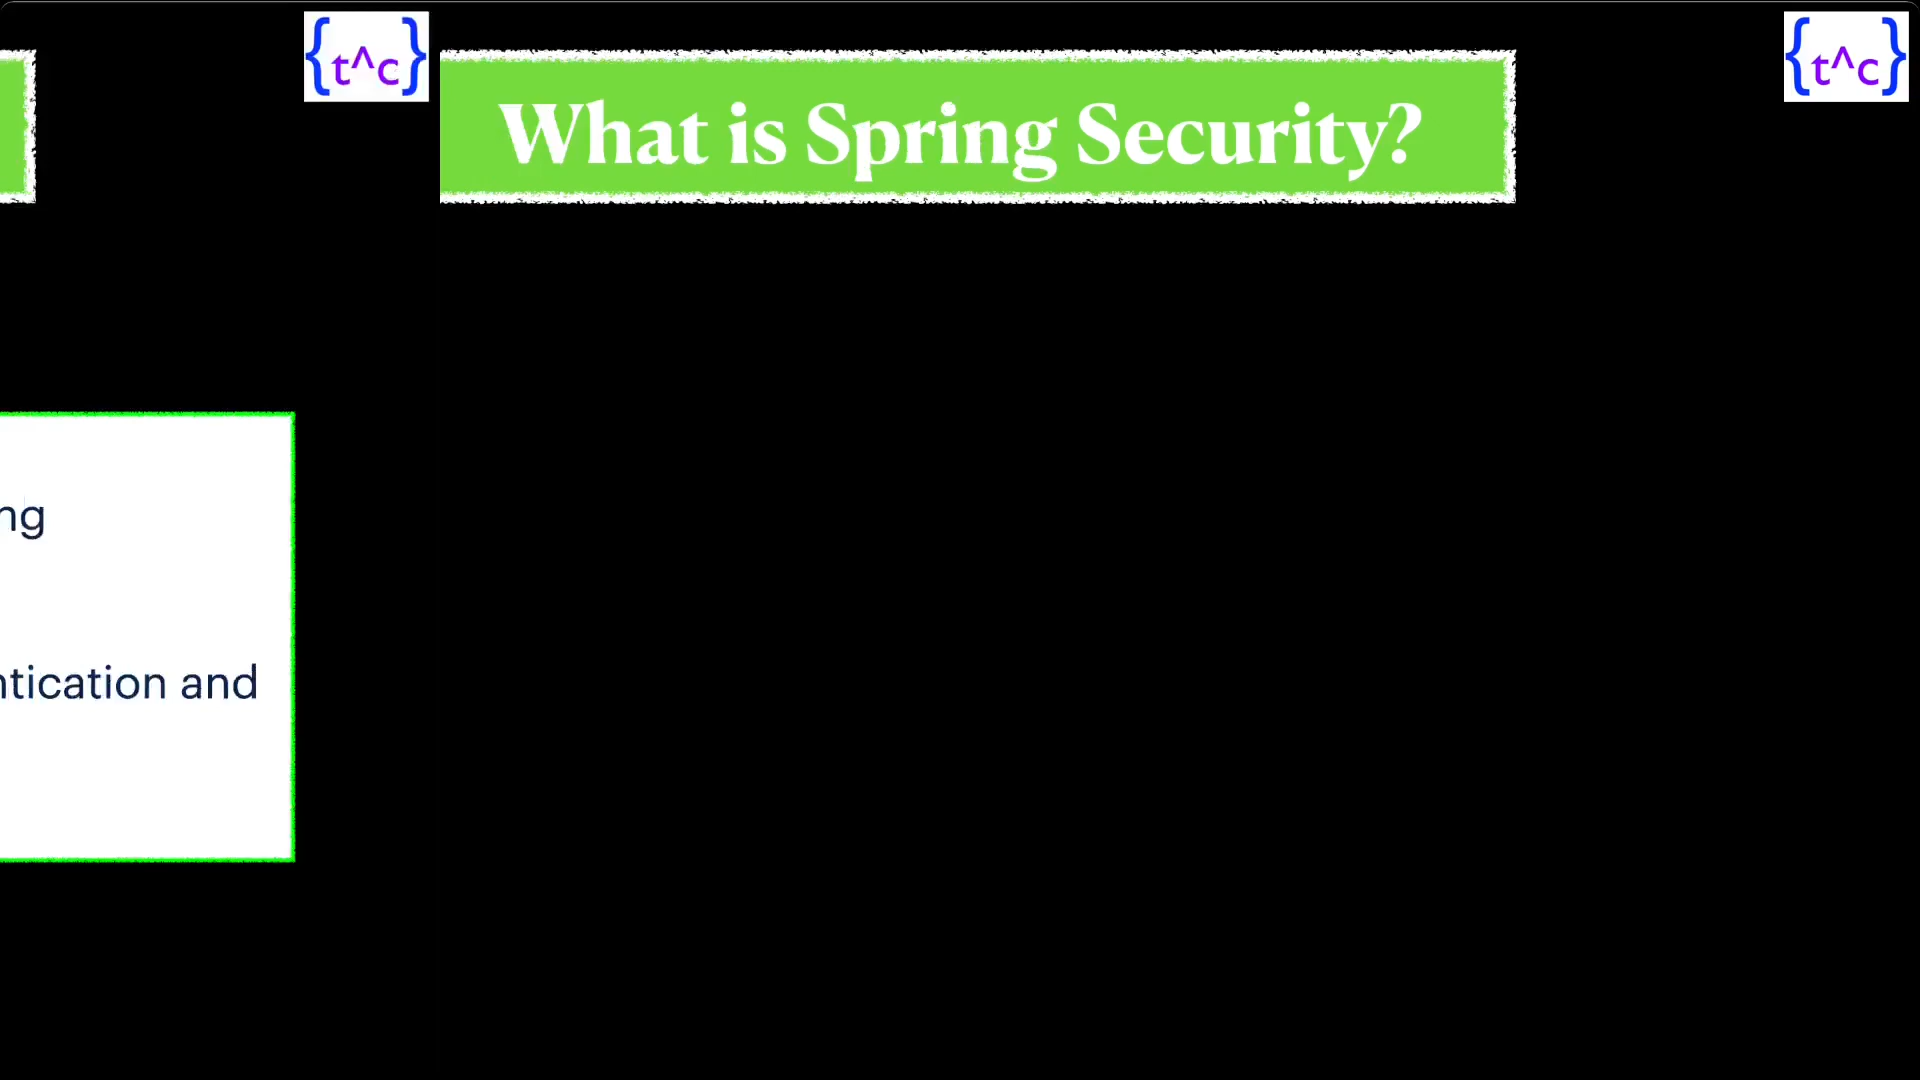 {t^c}
ng
ntication and
What is Spring Security?
{t^c}